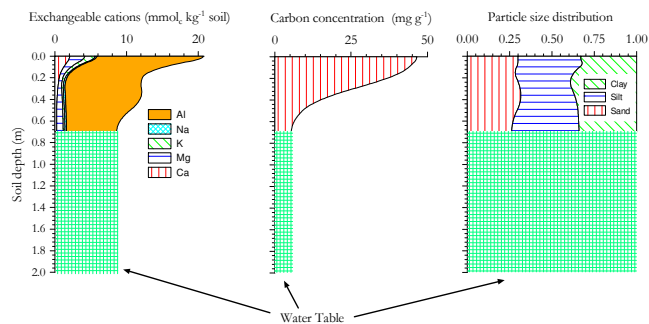 Exchangeable cations (mmolc kg-1 soil)
0 10 20
Carbon concentration (mg g-1)
0 25 50
Particle size distribution
0.00 0.25 0.50 0.75 1.00
Soil depth (m)
0.0
0.2
0.4
0.6
0.8
1.0
1.2
1.4
1.6
1.8
2.0
Al
Na
K
Mg
Ca
Clay
Silt
Sand
Water Table